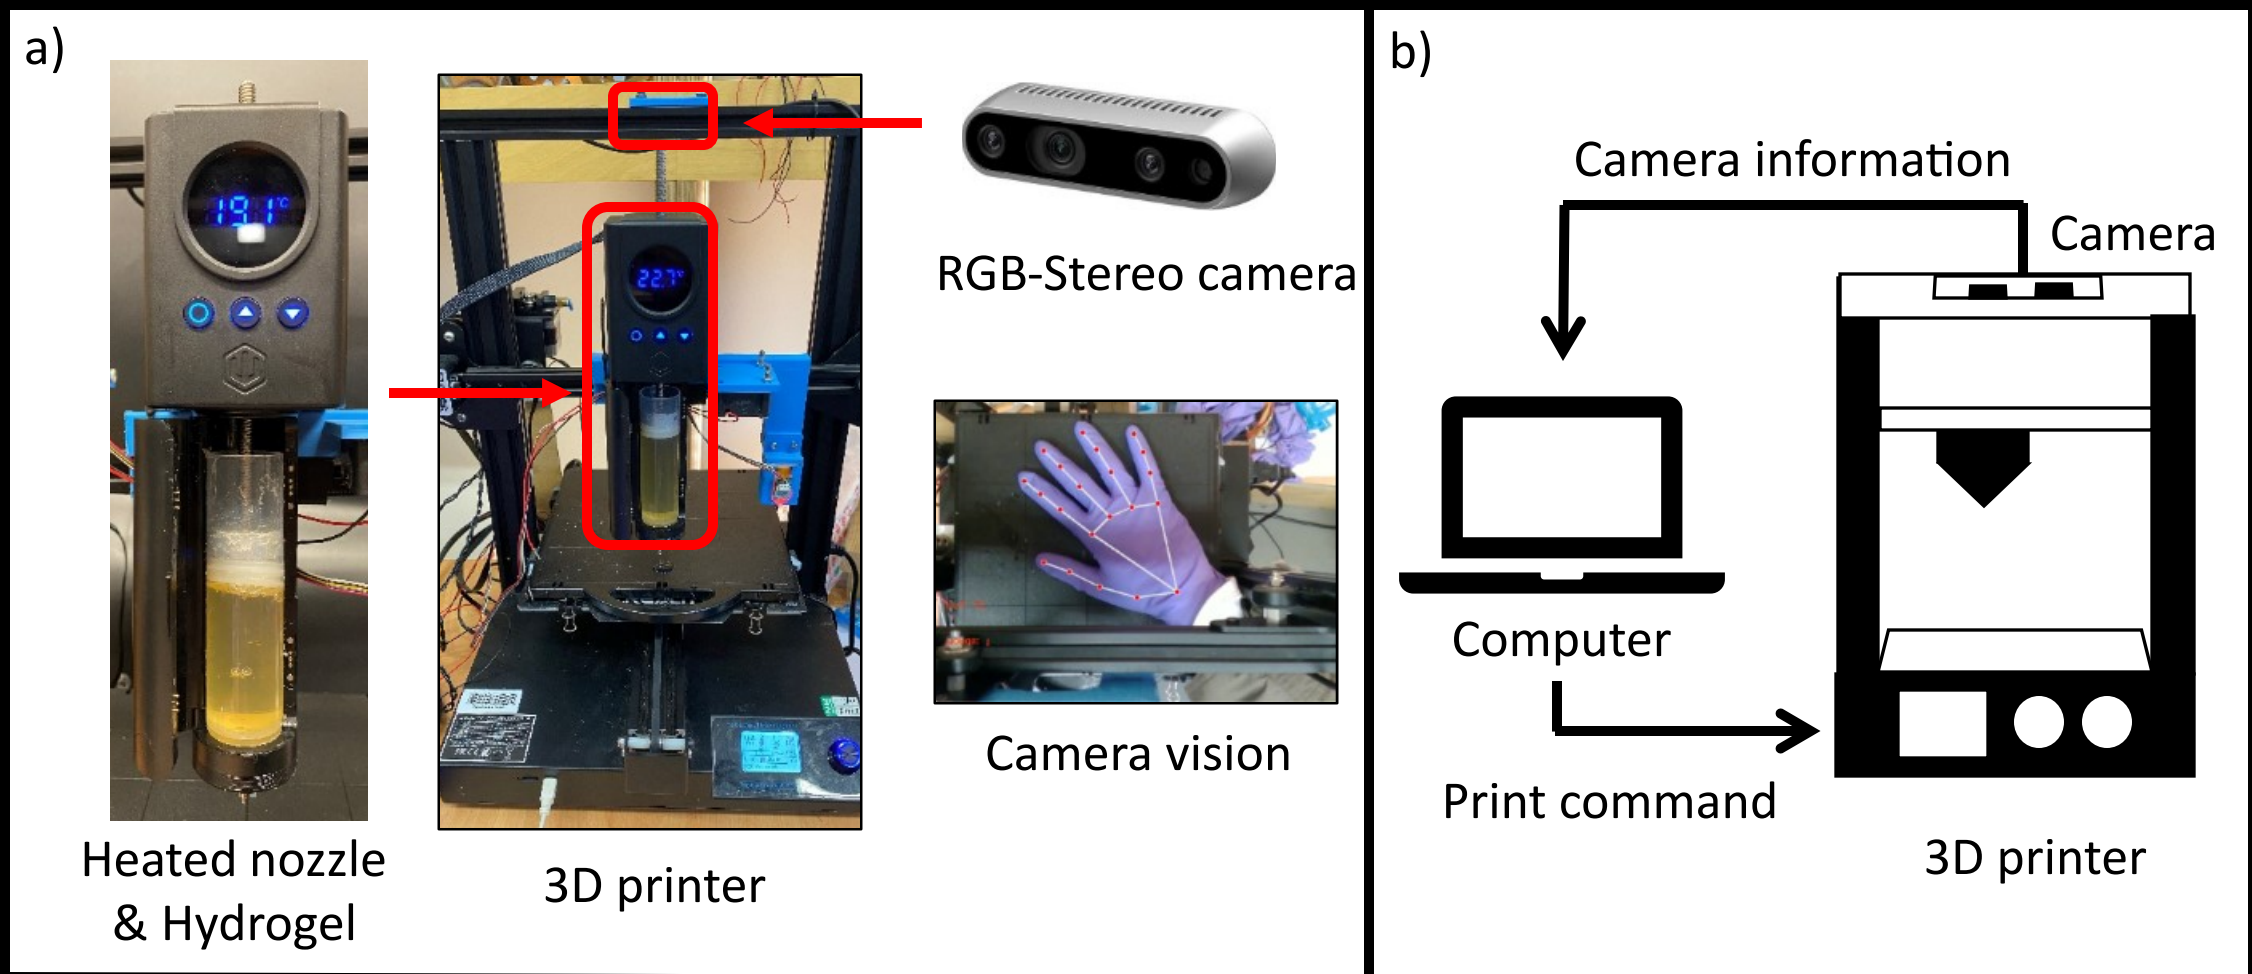 a)
19.1°C
22.7°C
RGB-Stereo camera
Camera vision
Heated nozzle
& Hydrogel
3D printer
b)
Camera information
Camera
Computer
Print command
3D printer